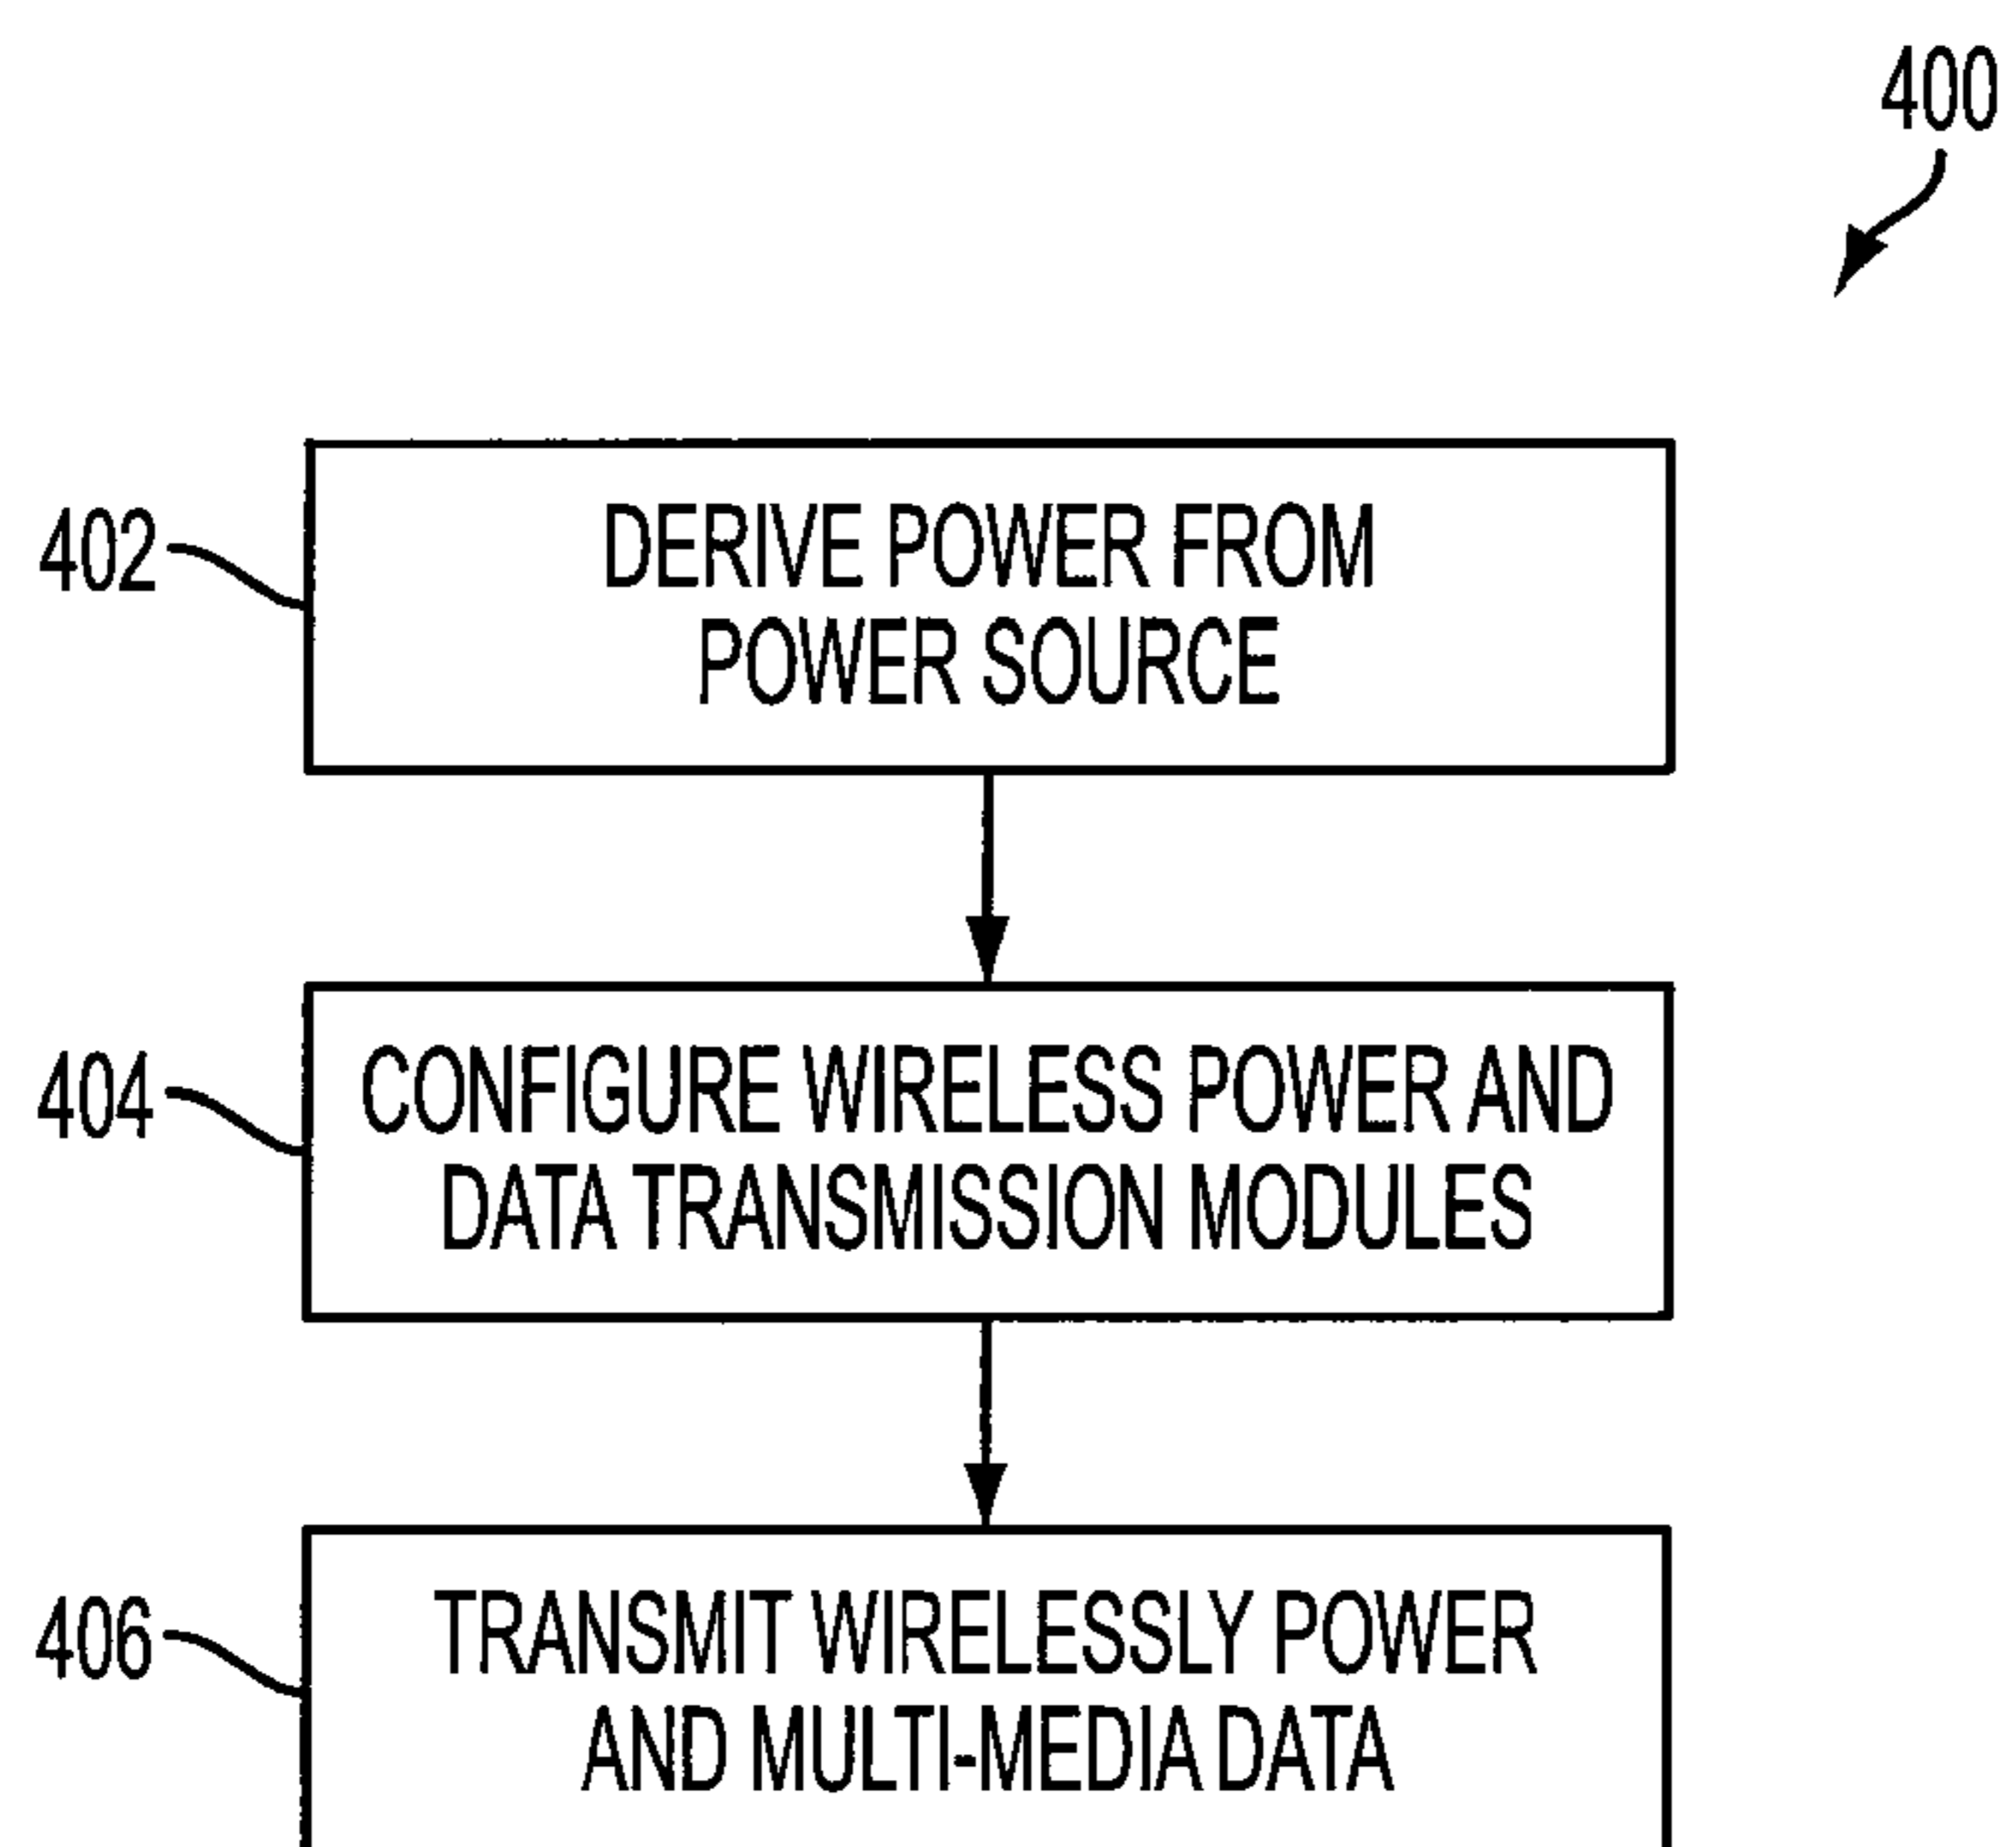 400
402
DERIVE POWER FROM
POWER SOURCE
404
CONFIGURE WIRELESS POWER AND
DATA TRANSMISSION MODULES
406
TRANSMIT WIRELESSLY POWER
AND MULTI-MEDIA DATA